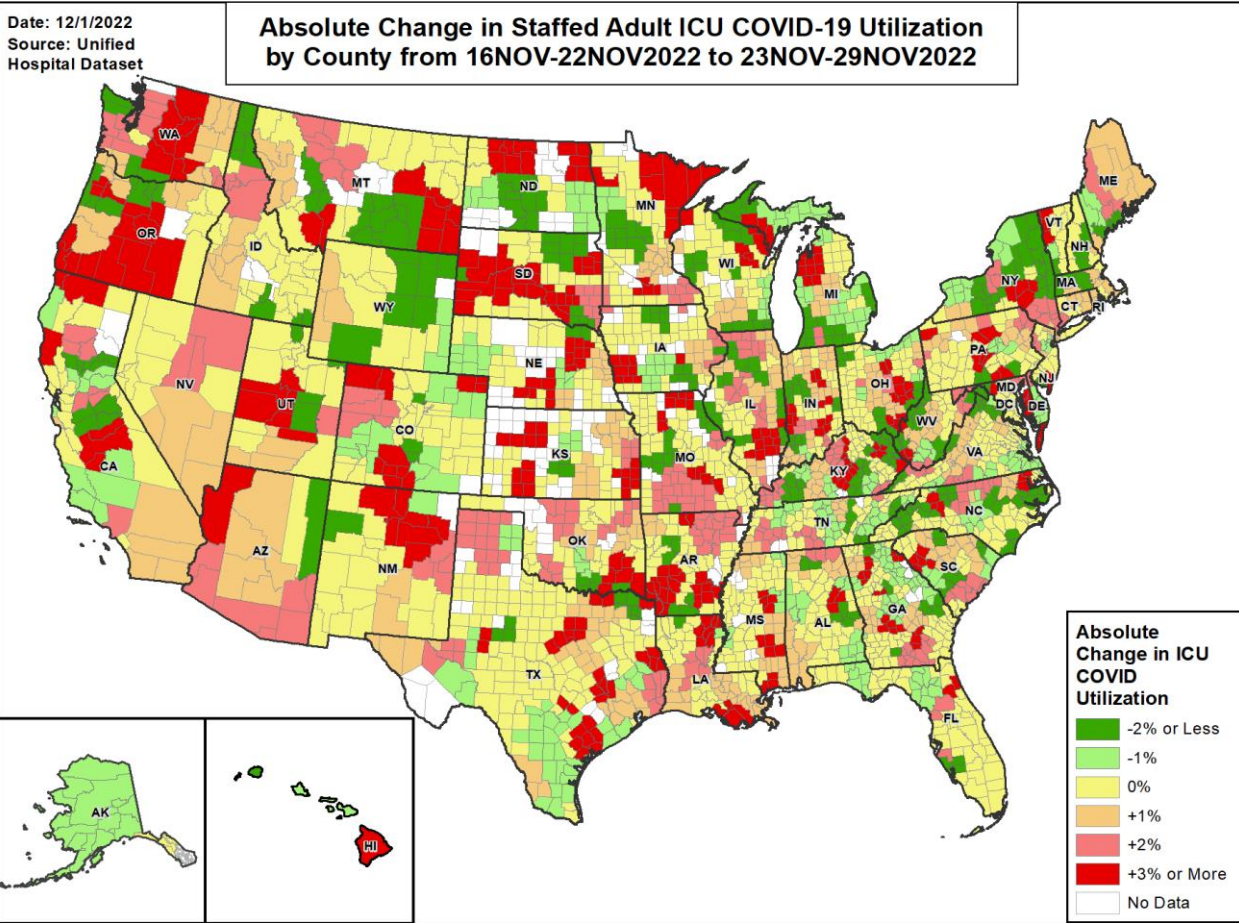 Date: 12/1/2022
Source: Unified
Hospital Dataset
Absolute Change in Staffed Adult ICU COVID-19 Utilization
by County from 16NOV-22NOV2022 to 23NOV-29NOV2022
WA
MT
ND
MN
ME
OR
ID
SD
WI
VT
NH
WY
MI
NY
MA
CT
RI
NE
IA
PA
NV
UT
CO
IL
IN
OH
MD
NJ
DC
DE
WV
CA
KS
MO
KY
VA
TN
NC
AZ
NM
OK
AR
SC
MS
AL
GA
TX
LA
FL
AK
HI
Absolute
Change in ICU
COVID
Utilization
-2% or Less
-1%
0%
+1%
+2%
+3% or More
No Data